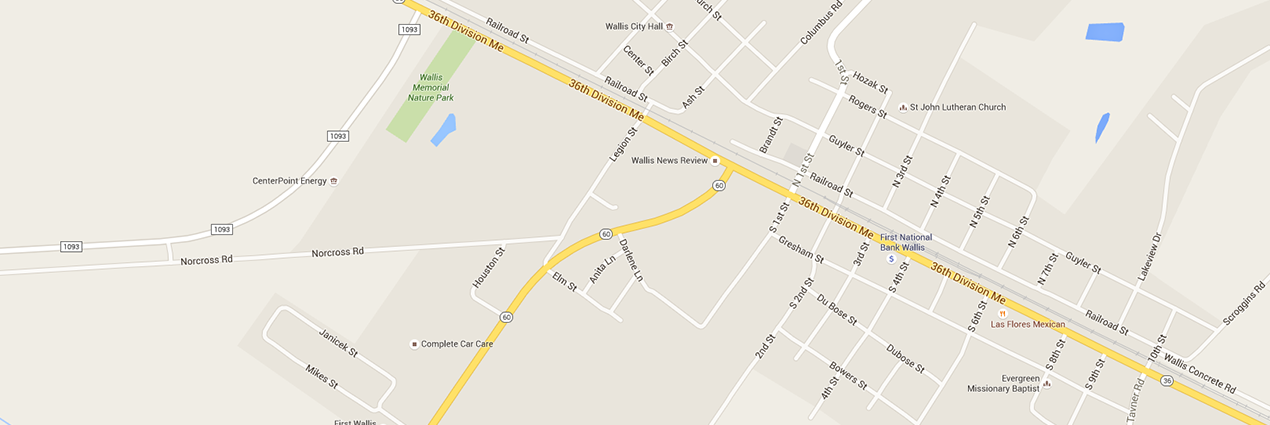 60
36th Division Me
1093
Railroad St
Wallis City Hall
Church St
Columbus Rd
Center St
Birch St
Wallis
Memorial
Nature Park
36th Division Me
Railroad St
Ash St
1st St
Hozak St
Rogers St
St John Lutheran Church
1093
Legion St
Brandt St
Guyler St
Wallis News Review
CenterPoint Energy
60
N 1st St
Railroad St
N 3rd St
N 4th St
N 5th St
N 6th St
36th Division Me
1093
1093
60
S 1st St
First National
Bank Wallis
$
Norcross Rd
Norcross Rd
Darlene Ln
Anita Ln
Elm St
Houston St
Gresham St
3rd St
S 4th St
S 2nd St
36th Division Me
N 7th St
Guyler St
Lakeview Dr
Scroggins Rd
60
Du Bose St
S 6th St
Las Flores Mexican
Railroad St
Janicek St
Complete Car Care
2nd St
Dubose St
S 8th St
10th St
Wallis Concrete Rd
Mikes St
Bowers St
4th St
Evergreen
Missionary Baptist
S 9th St
Tavner Rd
36
First Wallis